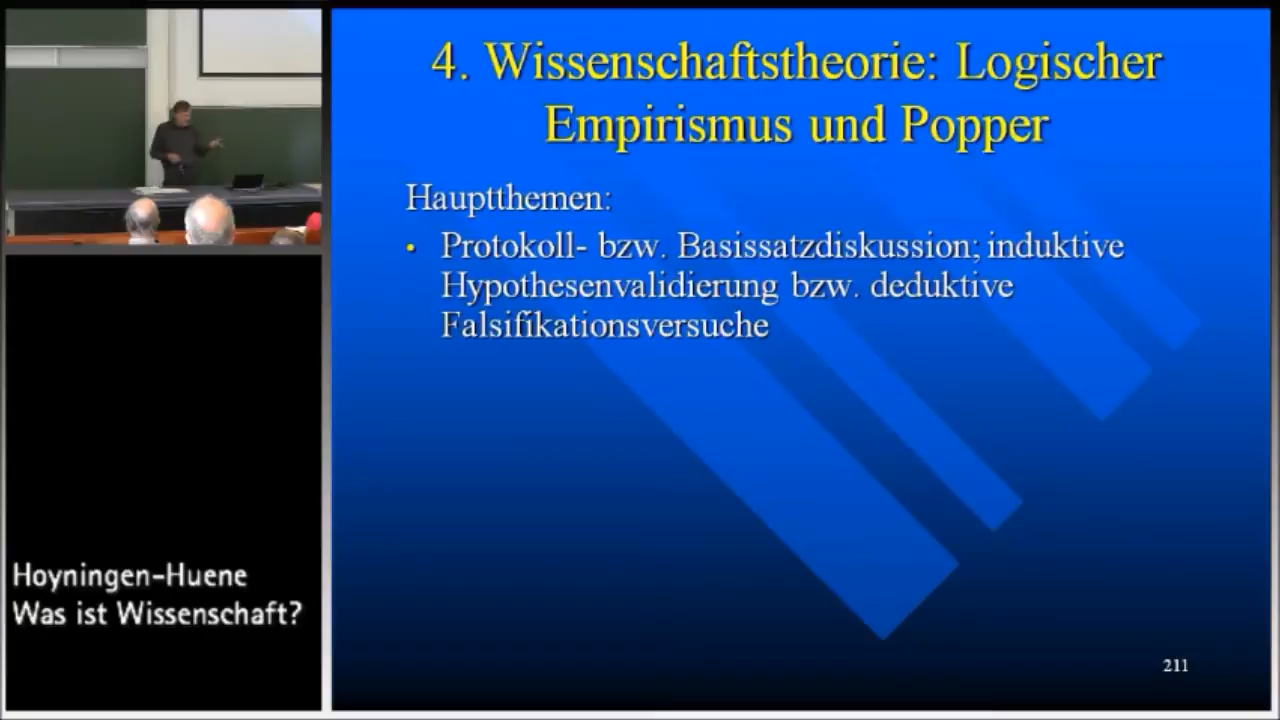 4. Wissenschaftstheorie: Logischer
Empirismus und Popper
Hauptthemen:
• Protokoll- bzw. Basissatzdiskussion; induktive
Hypothesenvalidierung bzw. deduktive
Falsifikationsversuche
211
Hoyningen-Huene
Was ist Wissenschaft?